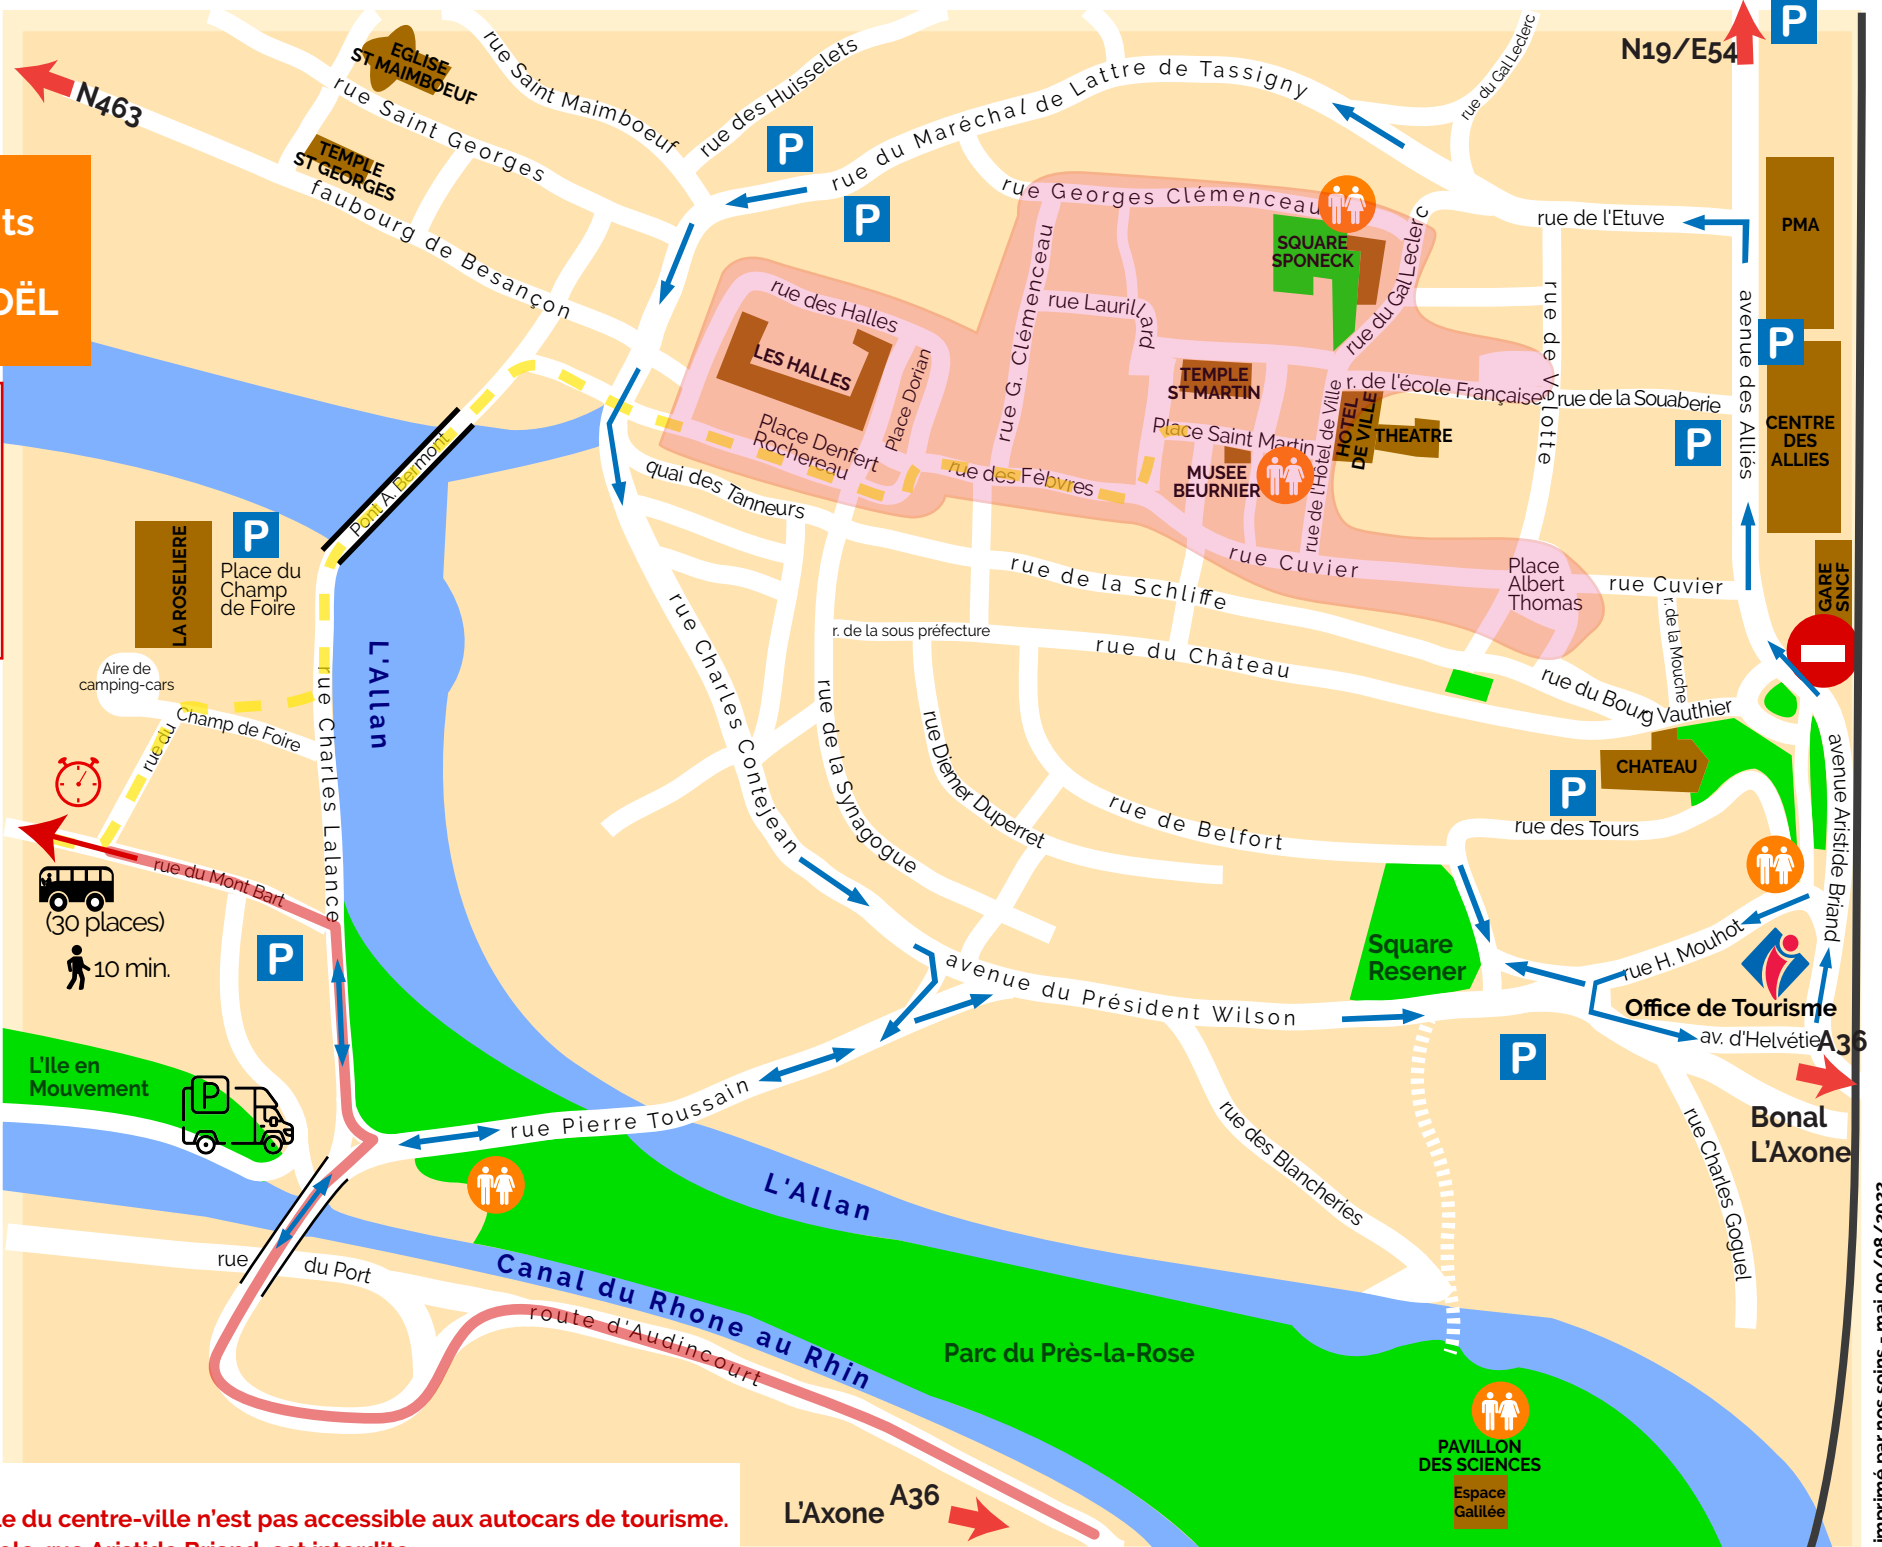 N463
EGLISE
ST MAIMBOEUF
rue Saint Georges
TEMPLE
ST GEORGES
faubourg de Besançon
rue Saint Maimboeuf
rue des Huisselets
P
P
rue du Maréchal de Lattre de Tassigny
rue du Gal Leclerc
N19/E54
P
ts
OËL
rue Georges Clémenceau
SQUARE
SPONECK
rue du Gal Leclerc
rue de l'Etuve
PMA
rue des Halles
LES HALLES
Place Dorian
Place Denfert
Rochereau
rue G. Clémenceau
rue Laurillard
TEMPLE
ST MARTIN
Place Saint Martin
MUSEE
BEURNIER
rue de l'Hôtel de Ville
HOTEL
DE VILLE
THEATRE
r. de l'école Française
rue de Velotte
rue de la Souaberie
avenue des Alliés
P
P
CENTRE
DES
ALLIES
GARE
SNCF
rue des Fèbvres
quai des Tanneurs
rue Cuvier
Place
Albert
Thomas
rue Cuvier
r. de la Mouche
Pont A. Bermont
LA ROSELIERE
P
Place du
Champ
de Foire
Aire de
camping-cars
rue du
Champ de Foire
L'Allan
rue Charles Lalance
rue Charles Contejean
rue de la Schliffe
r. de la sous préfecture
rue du Château
rue du Bourg Vauthier
rue de la Synagogue
rue Diemer Duperret
rue de Belfort
CHATEAU
P
rue des Tours
avenue Aristide Briand
rue du Mont Bart
(30 places)
10 min.
P
Square
Resener
rue H. Mouhot
Office de Tourisme
av. d'Helvétie
A36
Bonal
L'Axone
avenue du Président Wilson
P
L'Ile en
Mouvement
P
rue Pierre Toussain
rue des Blancheries
rue Charles Goguel
L'Allan
rue du Port
Canal du Rhone au Rhin
route d'Audincourt
Parc du Près-la-Rose
PAVILLON
DES SCIENCES
Espace
Galilée
L'Axone
A36
le du centre-ville n'est pas accessible aux autocars de tourisme.